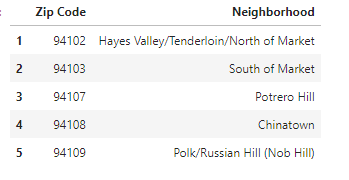 Zip Code Neighborhood
1 94102 Hayes Valley/Tenderloin/North of Market
2 94103 South of Market
3 94107 Potrero Hill
4 94108 Chinatown
5 94109 Polk/Russian Hill (Nob Hill)